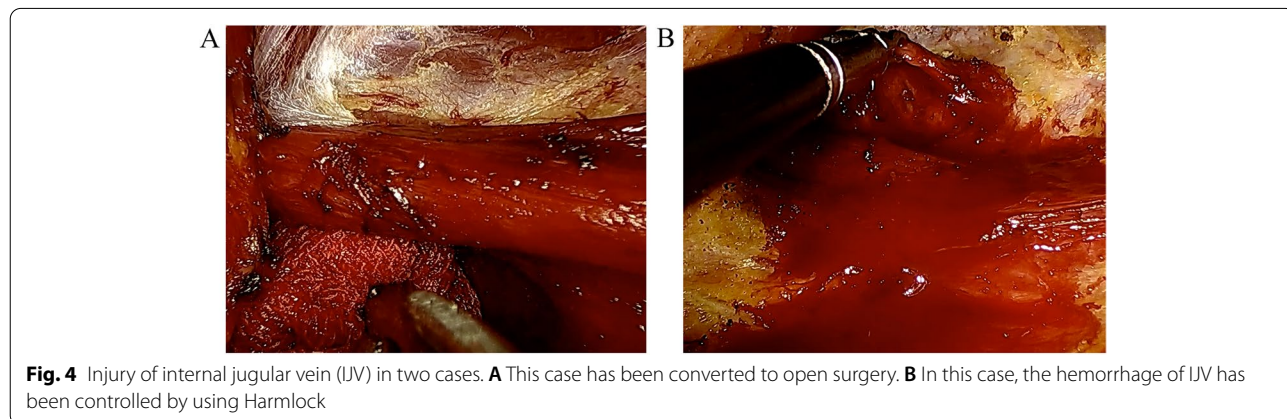 A
B
Fig. 4 Injury of internal jugular vein (IJV) in two cases. A This case has been converted to open surgery. B In this case, the hemorrhage of IJV has
been controlled by using Harmlock